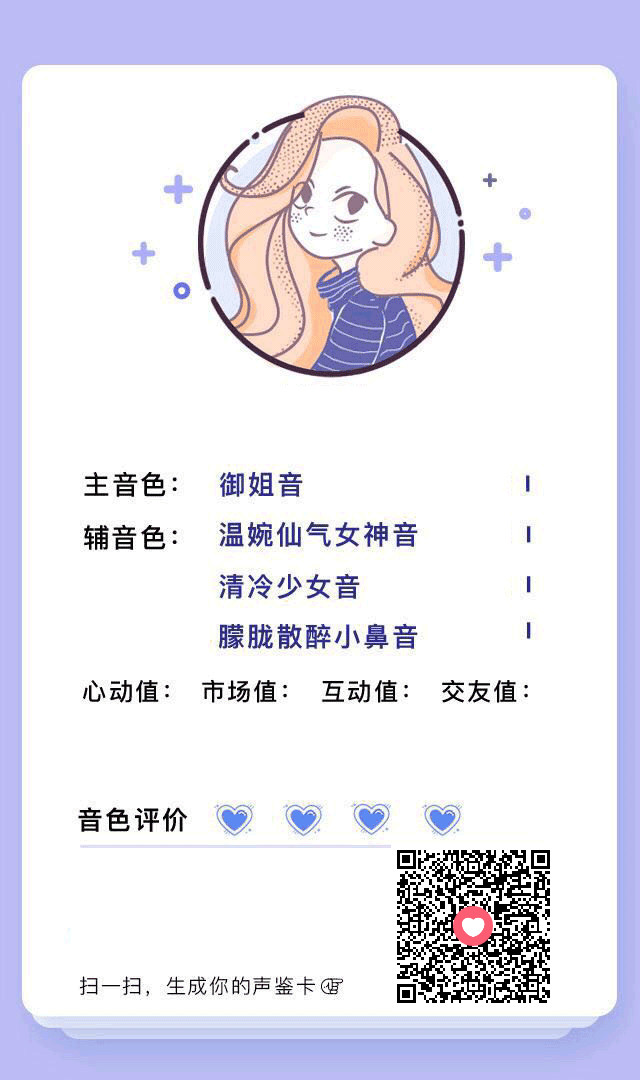 主音色： 御姐音
辅音色： 温婉仙气女神音
清冷少女音
朦胧散醉小鼻音
心动值： 市场值： 互动值： 交友值：
音色评价
扫一扫，生成你的声鉴卡